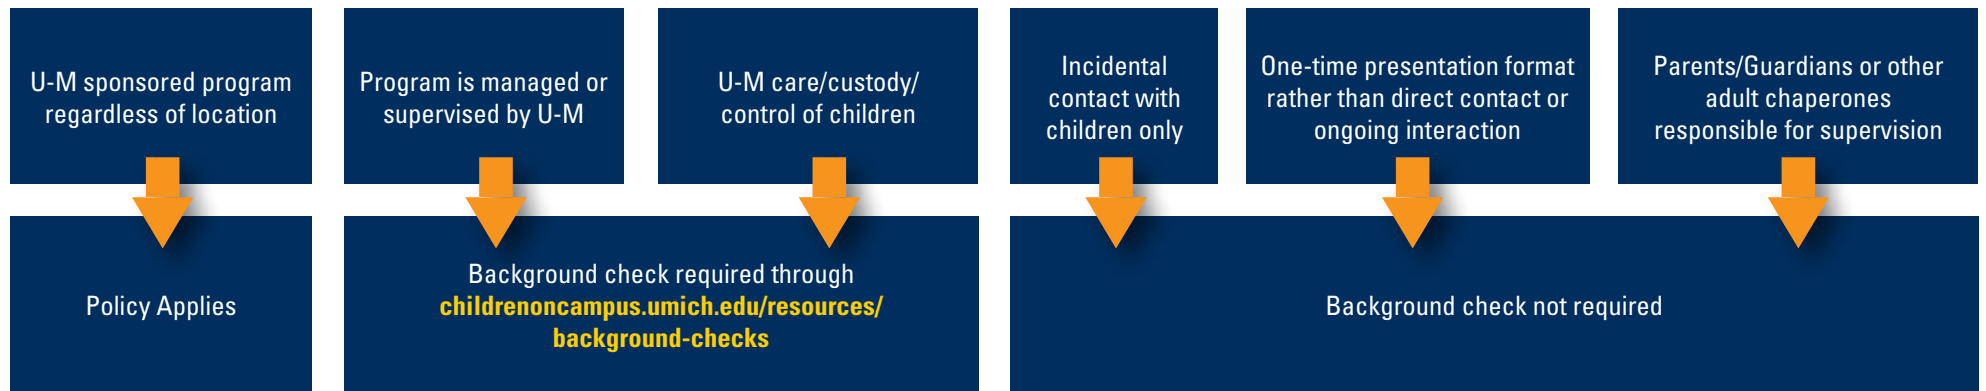 U-M sponsored program
regardless of location
Program is managed or
supervised by U-M
U-M care/custody/
control of children
Incidental
contact with
children only
One-time presentation format
rather than direct contact or
ongoing interaction
Parents/Guardians or other
adult chaperones
responsible for supervision
Policy Applies
Background check required through
childrenoncampus.umich.edu/resources/
background-checks
Background check not required